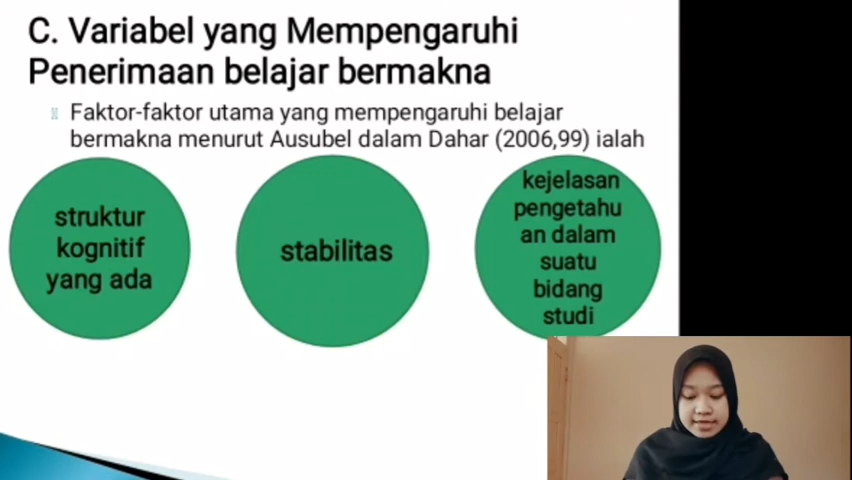 C. Variabel yang Mempengaruhi
Penerimaan belajar bermakna
Faktor-faktor utama yang mempengaruhi belajar
bermakna menurut Ausubel dalam Dahar (2006,99) ialah
struktur
kognitif
yang ada
stabilitas
kejelasan
pengetahu
an dalam
suatu
bidang
studi